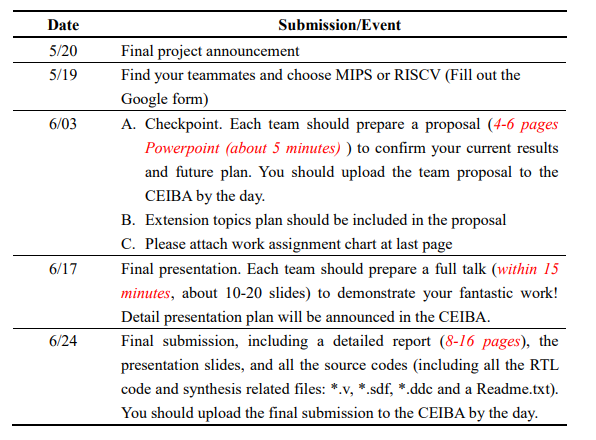 Date Submission/Event
5/20 Final project announcement
5/19 Find your teammates and choose MIPS or RISCV (Fill out the
Google form)
6/03 A. Checkpoint. Each team should prepare a proposal (4-6 pages
Powerpoint (about 5 minutes) ) to confirm your current results
and future plan. You should upload the team proposal to the
CEIBA by the day.
B. Extension topics plan should be included in the proposal
C. Please attach work assignment chart at last page
6/17 Final presentation. Each team should prepare a full talk (within 15
minutes, about 10-20 slides) to demonstrate your fantastic work!
Detail presentation plan will be announced in the CEIBA.
6/24 Final submission, including a detailed report (8-16 pages), the
presentation slides, and all the source codes (including all the RTL
code and synthesis related files: *.v, *.sdf, *.ddc and a Readme.txt).
You should upload the final submission to the CEIBA by the day.